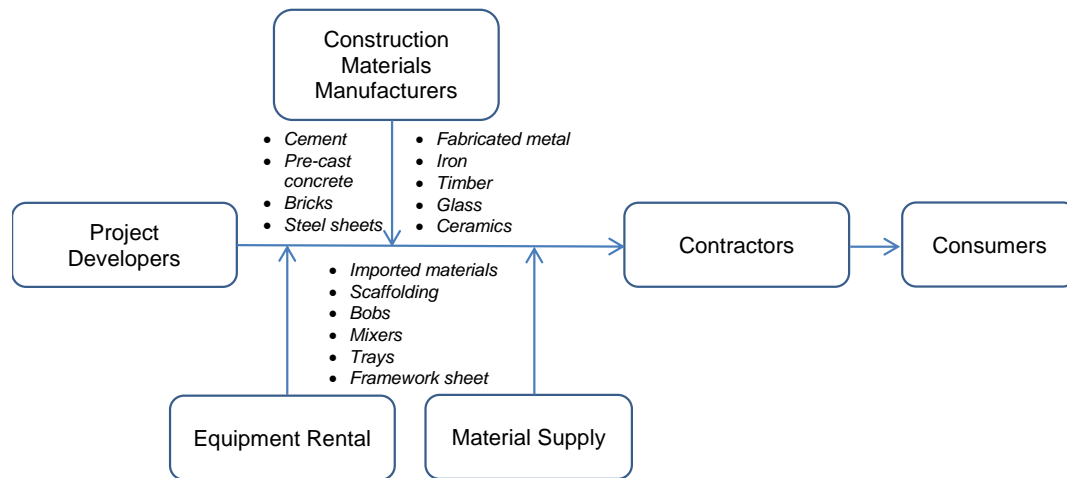 Construction
Materials
Manufacturers
• Cement
• Pre-cast
concrete
• Bricks
• Steel sheets
• Fabricated metal
• Iron
• Timber
• Glass
• Ceramics
Project
Developers
Contractors
Consumers
• Imported materials
• Scaffolding
• Bobs
• Mixers
• Trays
• Framework sheet
Equipment Rental
Material Supply